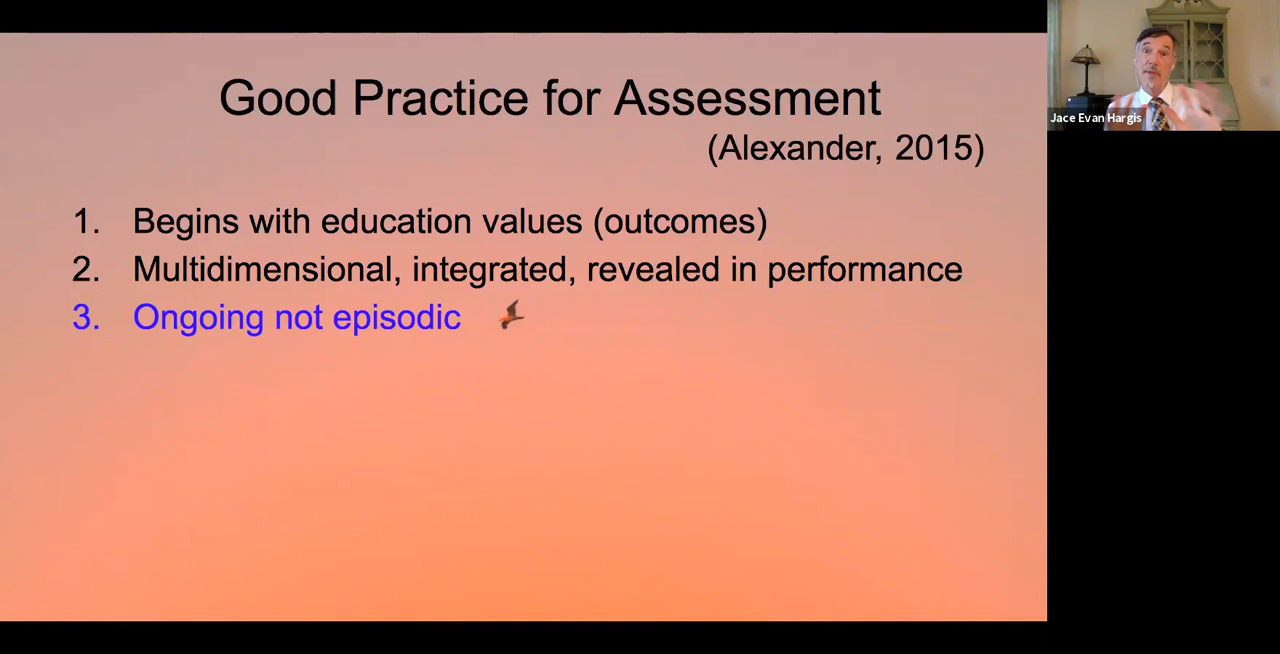 Good Practice for Assessment
(Alexander, 2015)
1. Begins with education values (outcomes)
2. Multidimensional, integrated, revealed in performance
3. Ongoing not episodic
Jace Evan Hargis